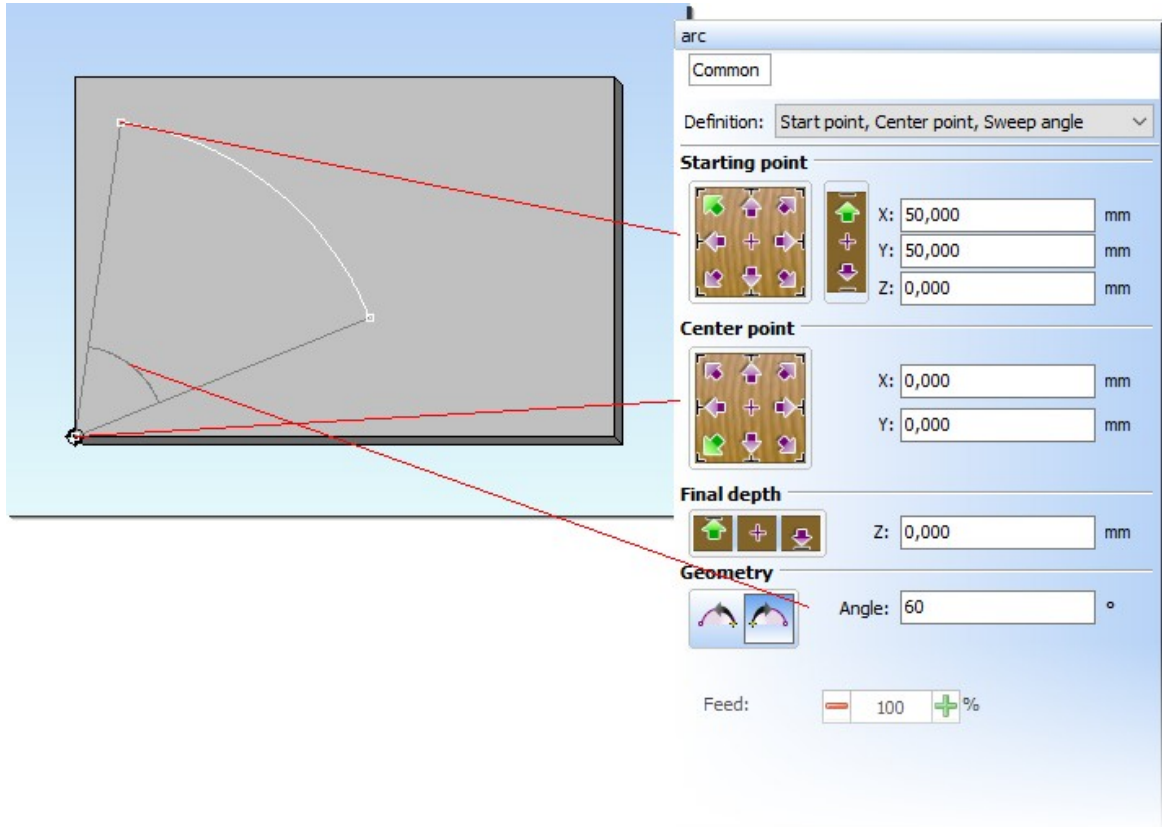 arc
Common
Definition: Start point, Center point, Sweep angle
Starting point
X: 50,000 mm
Y: 50,000 mm
Z: 0,000 mm
Center point
X: 0,000 mm
Y: 0,000 mm
Final depth
Z: 0,000 mm
Geometry
Angle: 60 °
Feed: 100 %